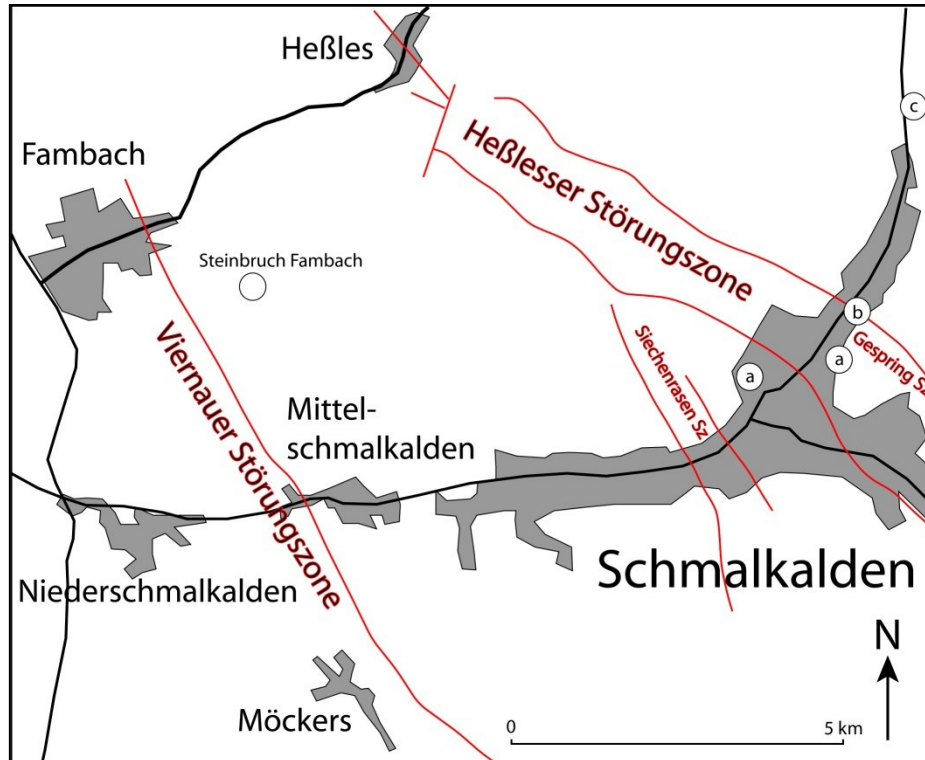 Heßles
c
Fambach
Heßlesser Störungszone
Steinbruch Fambach
b
Gespring Sz
a
a
Siechenrasen Sz
Viernauer Störungszone
Mittel-
schmalkalden
Schmalkalden
Niederschmalkalden
N
Möckers
0
5 km